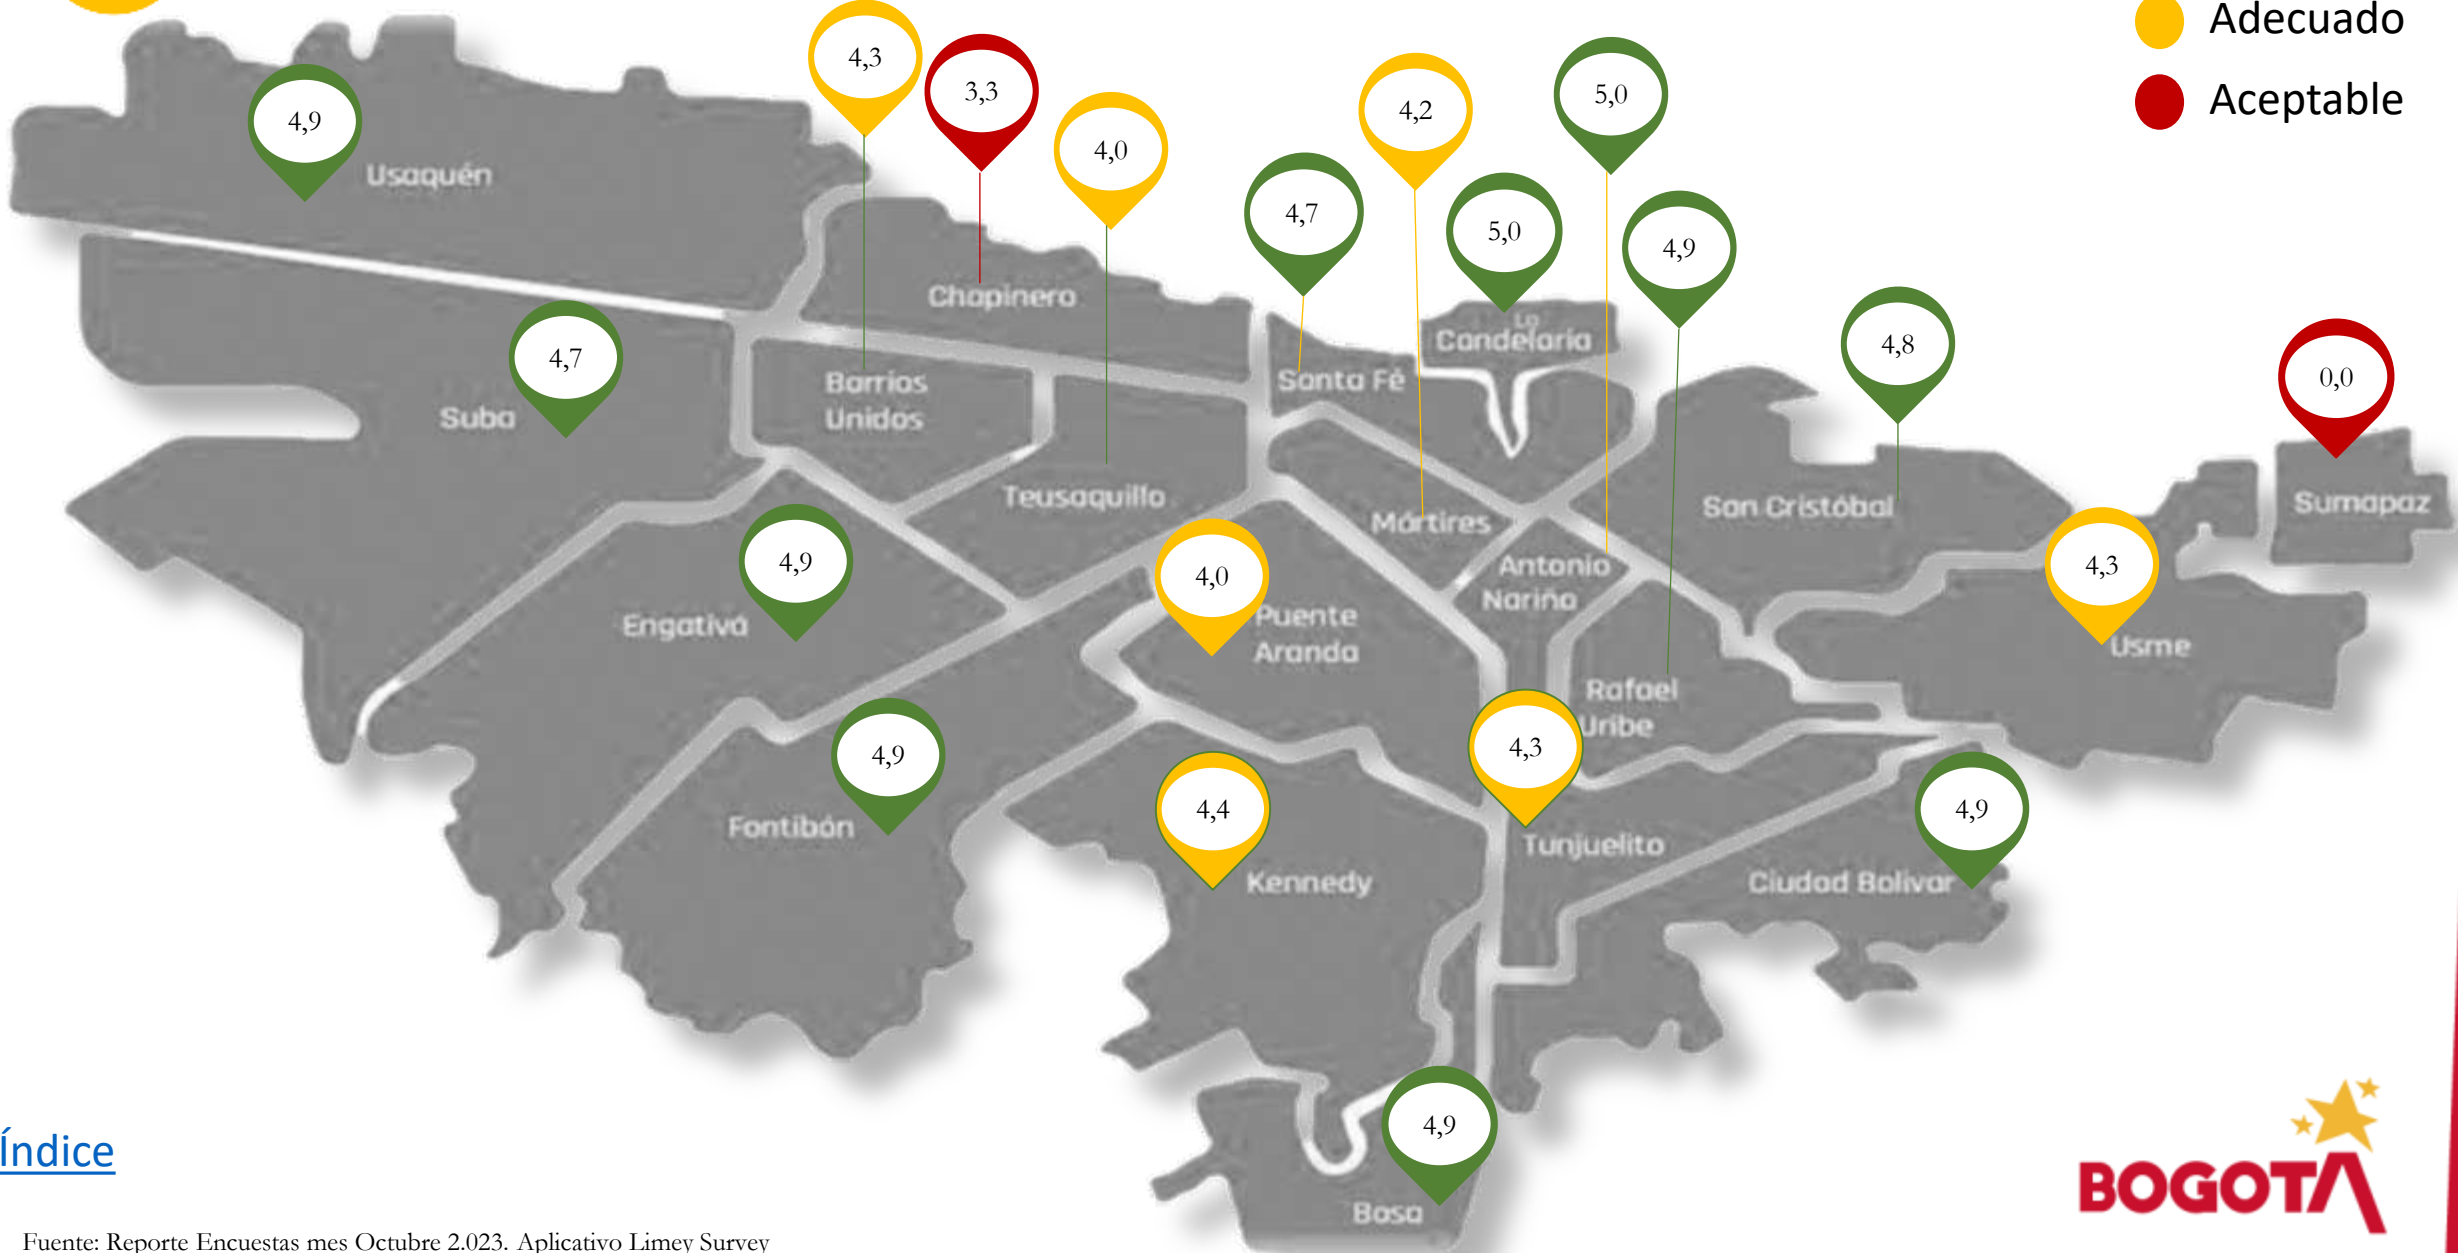 Adecuado
Aceptable
4,3
3,3
4,0
4,2
5,0
4,9
Usaquén
4,7
5,0
4,9
Chapinero
4,8
0,0
4,7
Suba
Barrios
Unidos
Santa Fé
La
Candelaria
Teusaquillo
Mártires
San Cristóbal
Sumapaz
4,9
4,0
Antonio
Nariño
4,3
Engativá
Puente
Aranda
Usme
Rafael
Uribe
4,9
4,3
4,4
4,9
Fontibón
Tunjuelito
Kennedy
Ciudad Bolivar
4,9
Bosa
Índice
BOGOTA
Fuente: Reporte Encuestas mes Octubre 2.023. Aplicativo Limey Survey